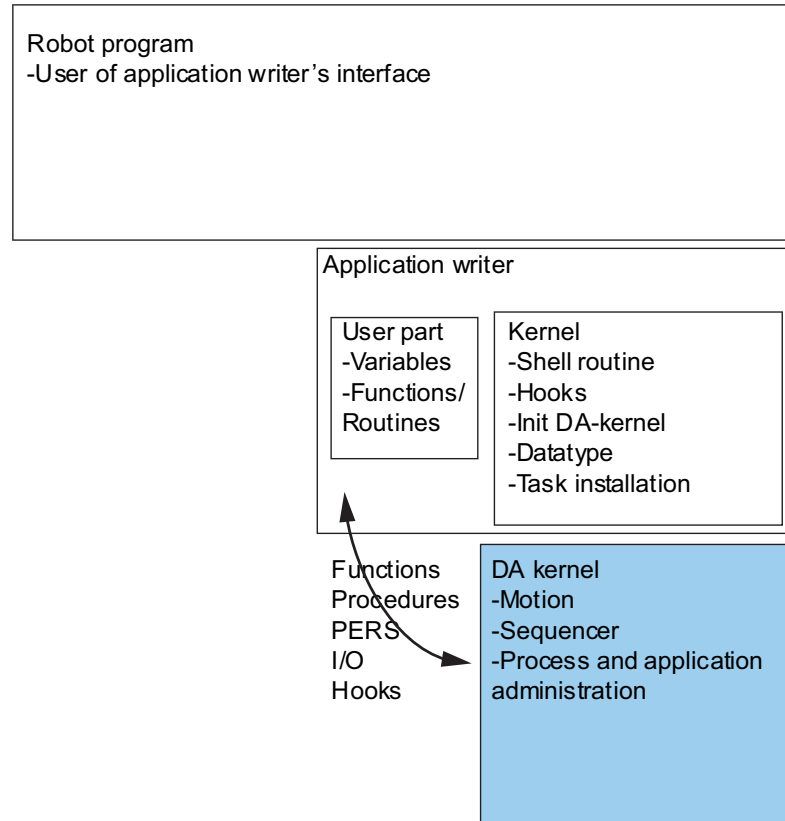 Robot program
-User of application writer's interface
Application writer
User part
-Variables
-Functions/
Routines
Kernel
-Shell routine
-Hooks
-Init DA-kernel
-Datatype
-Task installation
Functions
Procedures
PERS
I/O
Hooks
DA kernel
-Motion
-Sequencer
-Process and application
administration